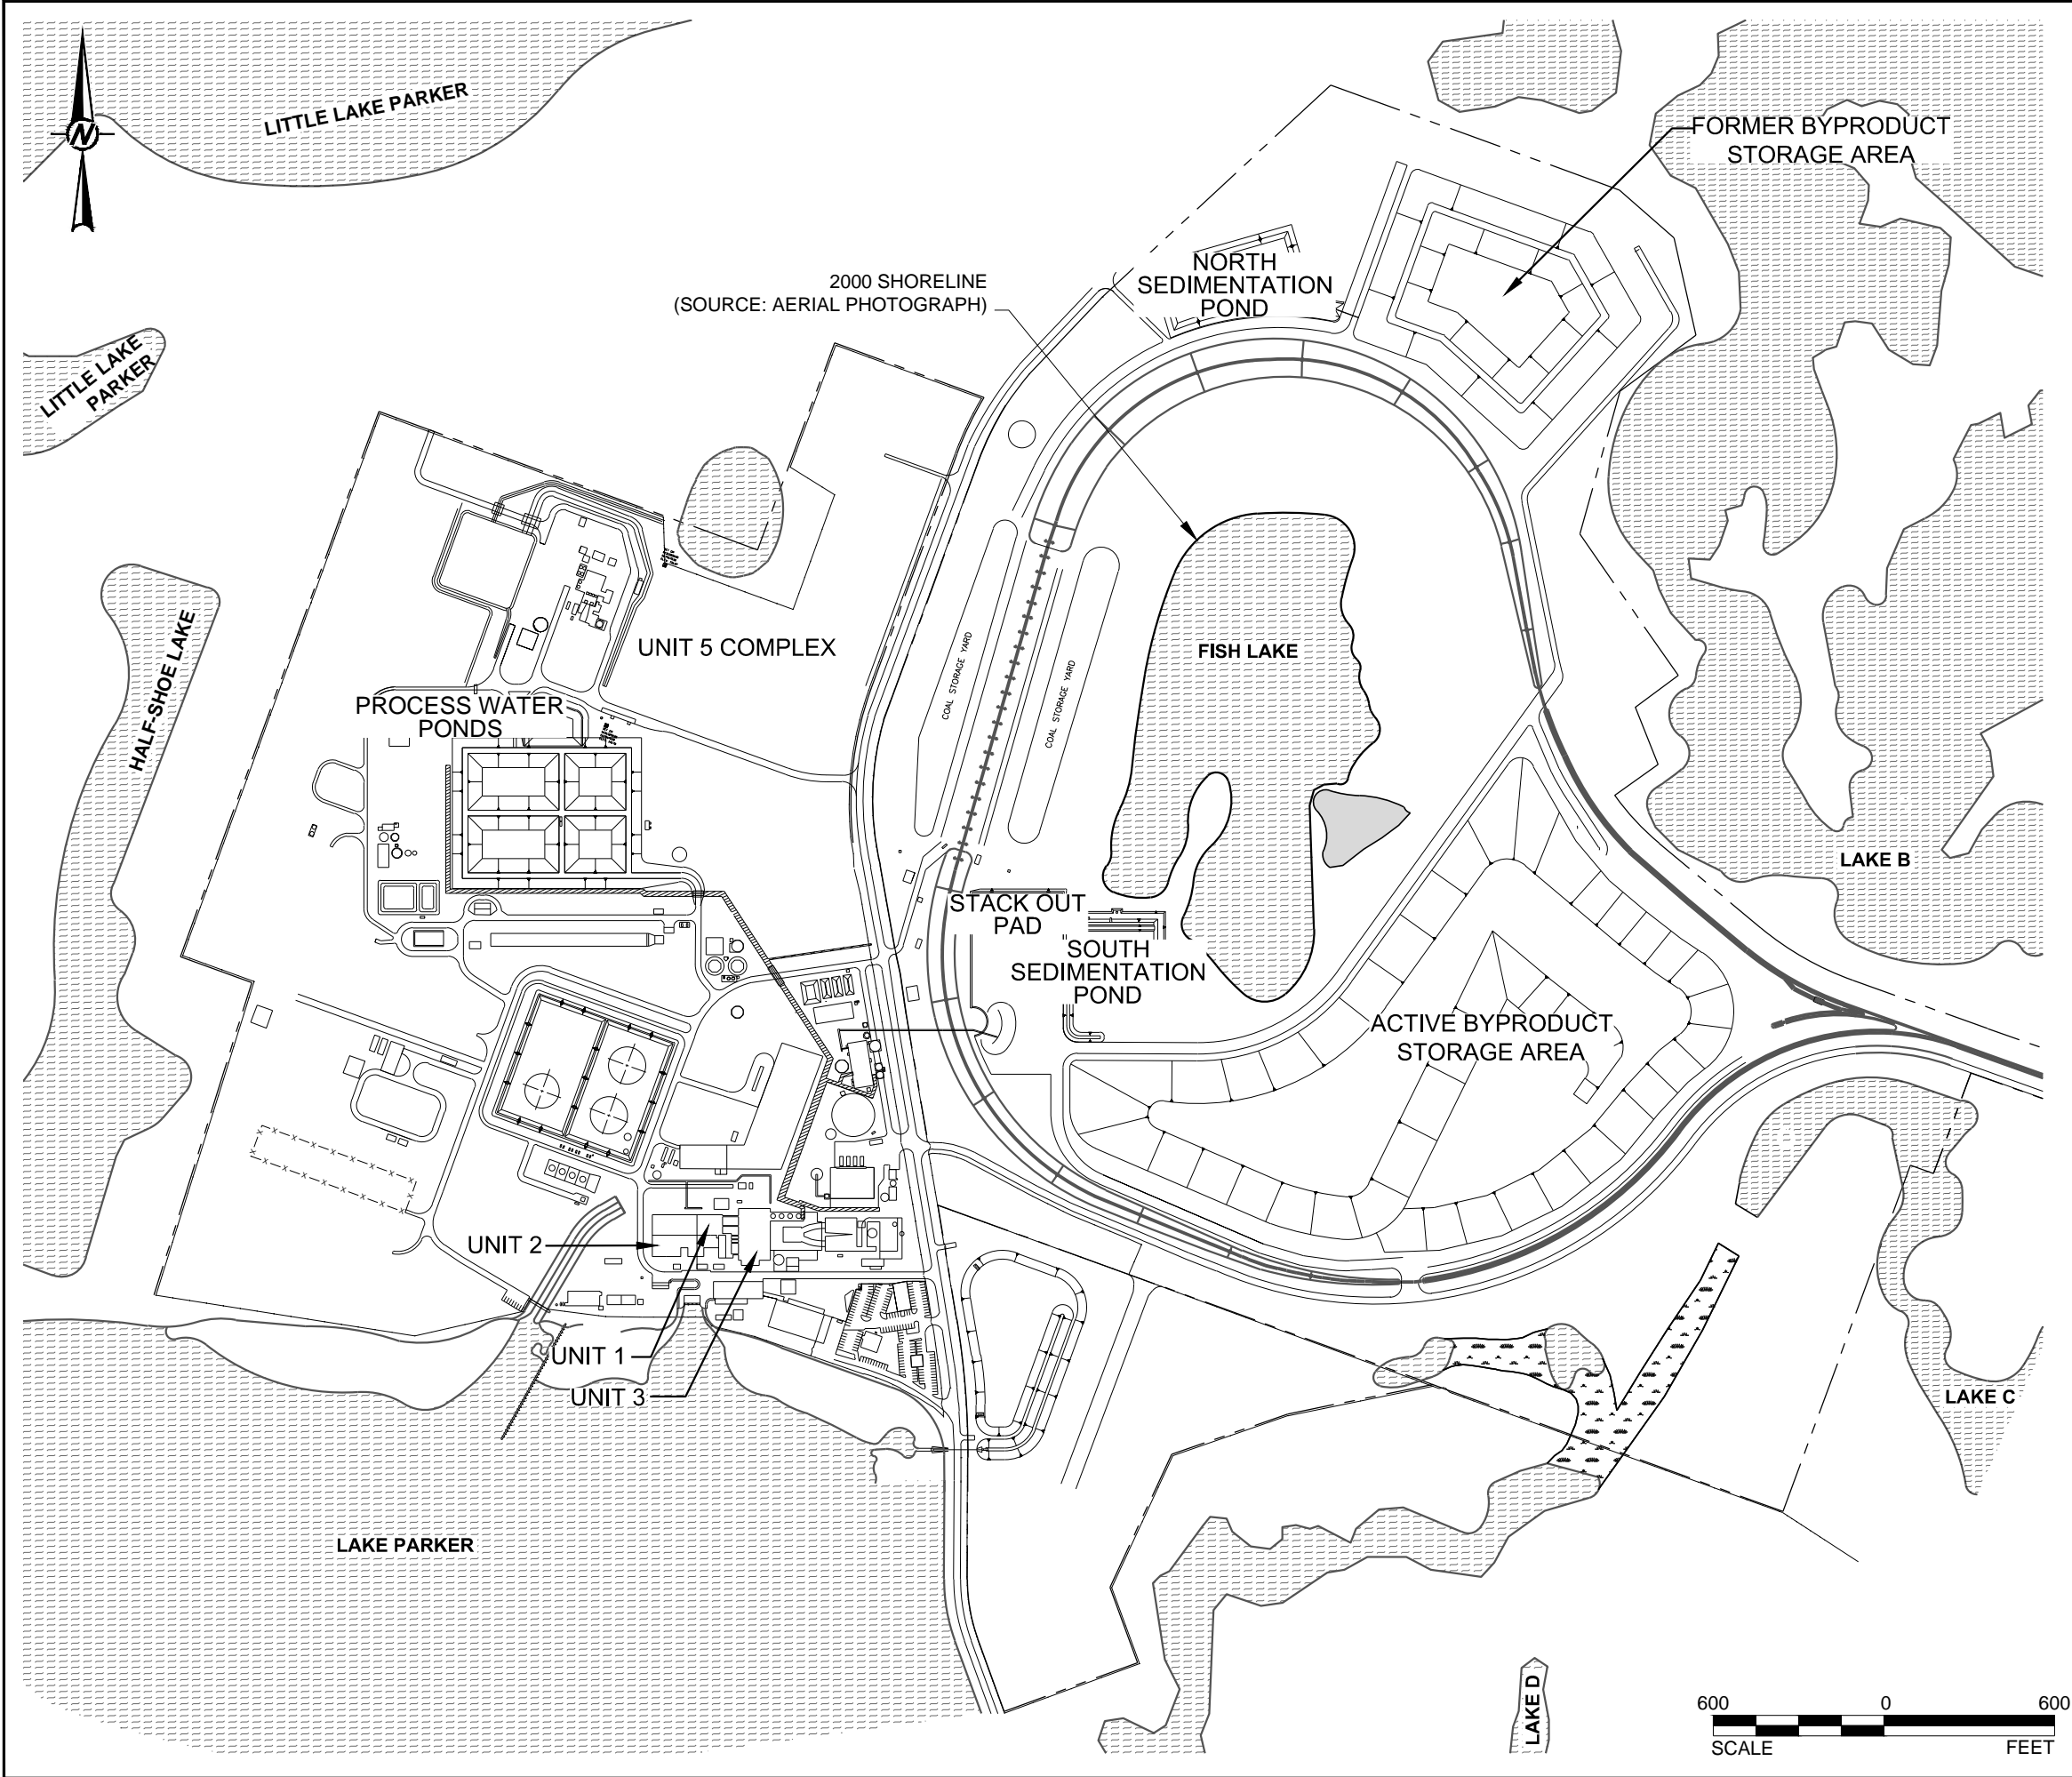 LITTLE LAKE PARKER
N
FORMER BYPRODUCT
STORAGE AREA
NORTH
SEDIMENTATION
POND
2000 SHORELINE
(SOURCE: AERIAL PHOTOGRAPH)
LITTLE LAKE
PARKER
HALF-SHOE LAKE
UNIT 5 COMPLEX
COAL STORAGE YARD
COAL STORAGE YARD
FISH LAKE
PROCESS WATER
PONDS
LAKE B
STACK OUT
PAD
SOUTH
SEDIMENTATION
POND
ACTIVE BYPRODUCT
STORAGE AREA
UNIT 2
UNIT 1
UNIT 3
LAKE C
LAKE PARKER
LAKE D
600 0 600
SCALE FEET